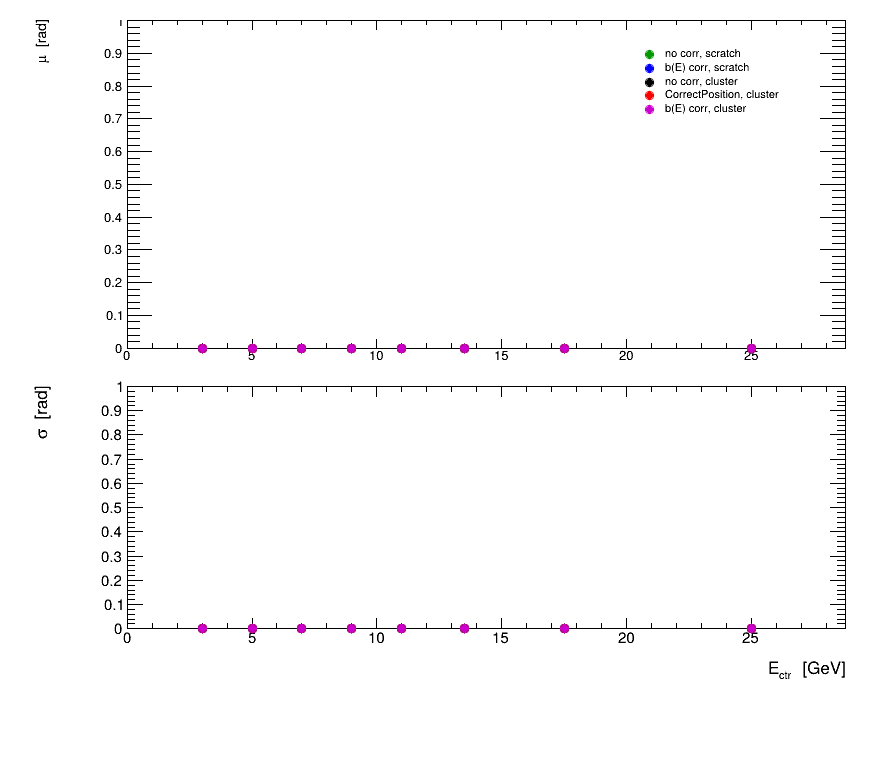 μ [rad]
1
0.9
0.8
0.7
0.6
0.5
0.4
0.3
0.2
0.1
0
no corr, scratch
b(E) corr, scratch
no corr, cluster
CorrectPosition, cluster
b(E) corr, cluster
0 5 10 15 20 25
σ [rad]
1
0.9
0.8
0.7
0.6
0.5
0.4
0.3
0.2
0.1
0
0 5 10 15 20 25
E_ctr [GeV]